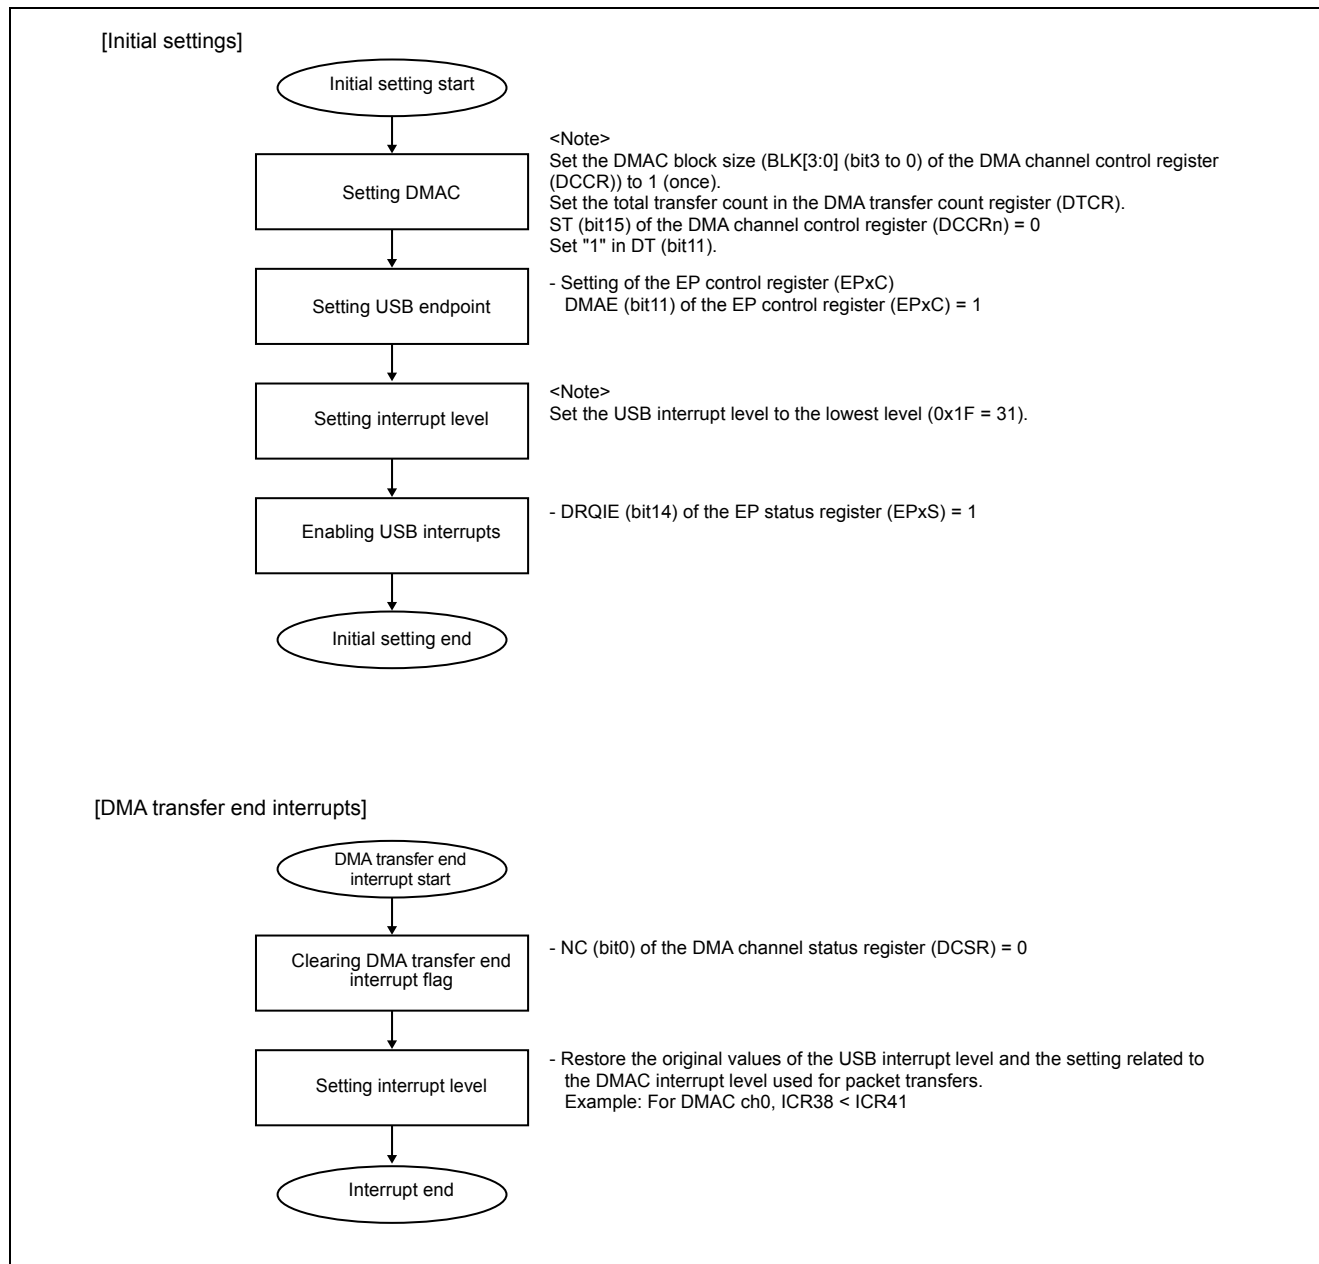 [Initial settings]
Initial setting start
Setting DMAC
<Note>
Set the DMAC block size (BLK[3:0] (bit3 to 0) of the DMA channel control register
(DCCR)) to 1 (once).
Set the total transfer count in the DMA transfer count register (DTCR).
ST (bit15) of the DMA channel control register (DCCRn) = 0
Set "1" in DT (bit11).
Setting USB endpoint
- Setting of the EP control register (EPxC)
DMAE (bit11) of the EP control register (EPxC) = 1
Setting interrupt level
<Note>
Set the USB interrupt level to the lowest level (0x1F = 31).
Enabling USB interrupts
- DRQIE (bit14) of the EP status register (EPxS) = 1
Initial setting end
[DMA transfer end interrupts]
DMA transfer end
interrupt start
Clearing DMA transfer end
interrupt flag
- NC (bit0) of the DMA channel status register (DCSR) = 0
Setting interrupt level
- Restore the original values of the USB interrupt level and the setting related to
the DMAC interrupt level used for packet transfers.
Example: For DMAC ch0, ICR38 < ICR41
Interrupt end